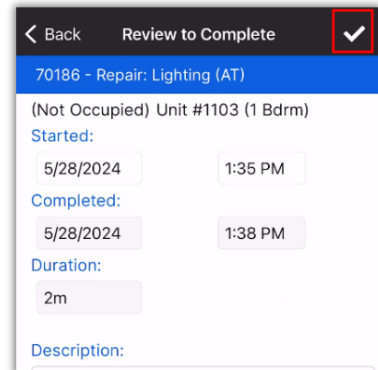 Back Review to Complete
70186 - Repair: Lighting (AT)
(Not Occupied) Unit #1103 (1 Bdrm)
Started:
5/28/2024 1:35 PM
Completed:
5/28/2024 1:38 PM
Duration:
2m
Description: